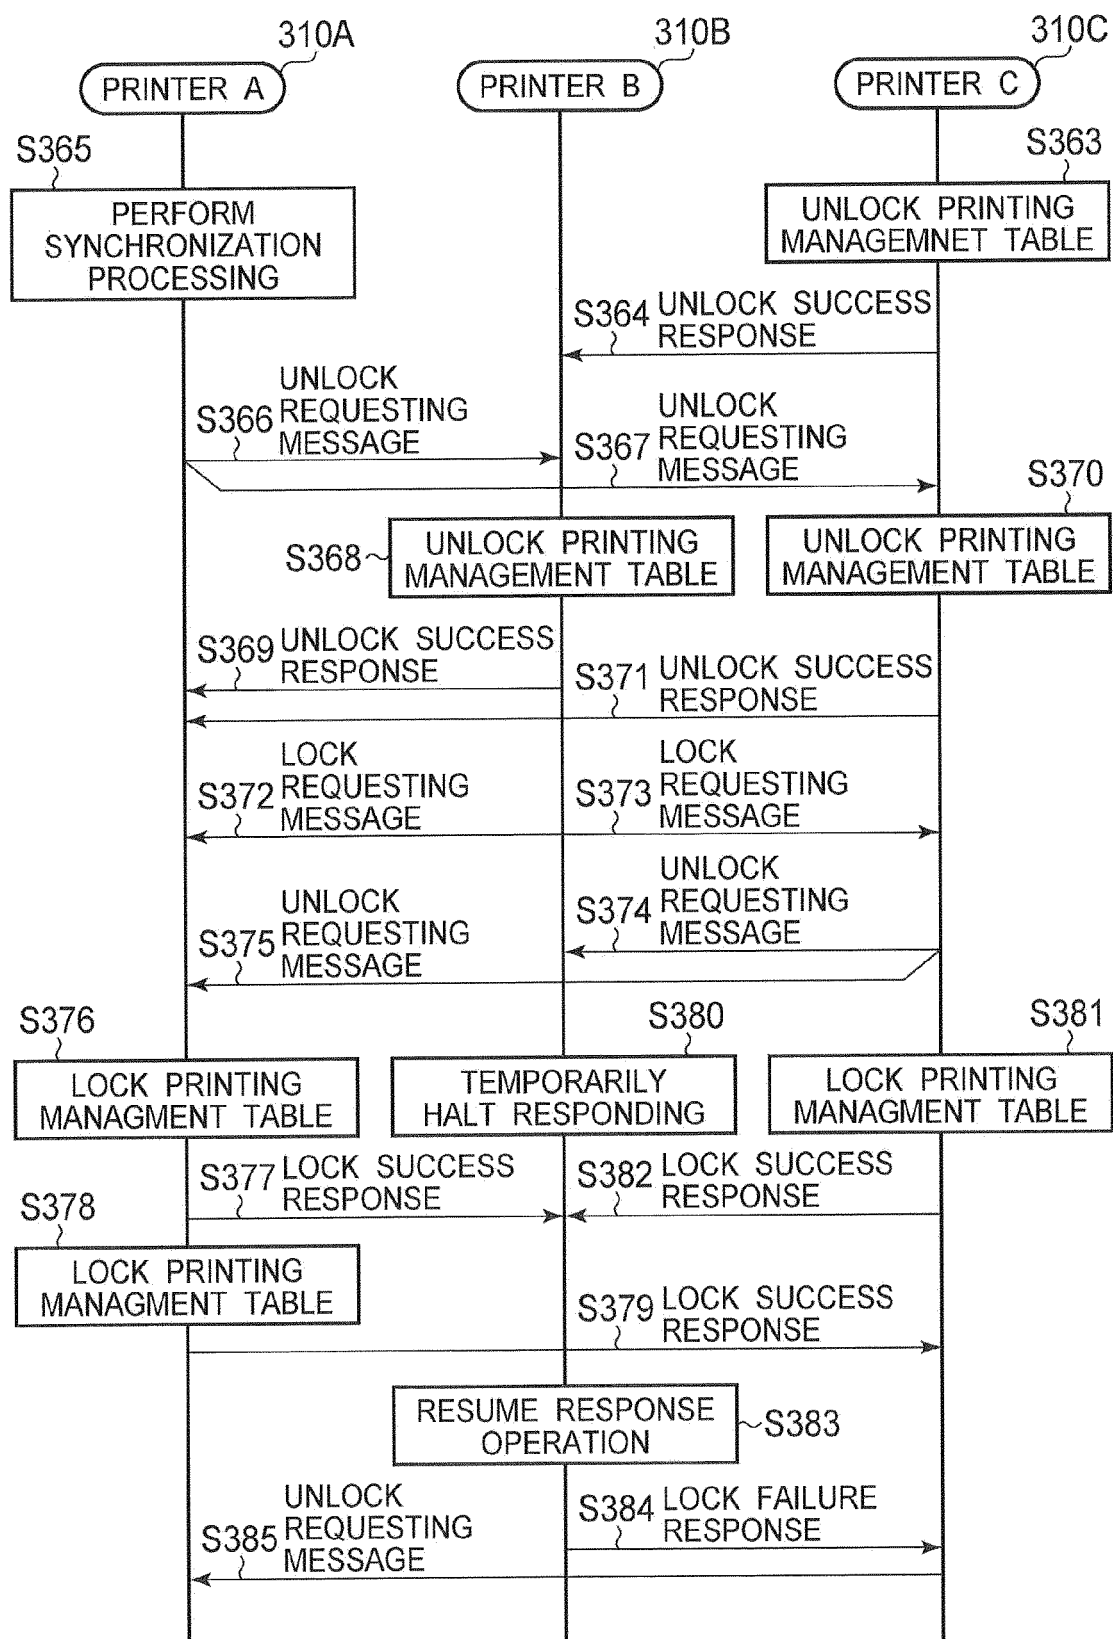 310A
310B
310C
PRINTER A
PRINTER B
PRINTER C
S365
S363
PERFORM
SYNCHRONIZATION
PROCESSING
UNLOCK PRINTING
MANAGEMNET TABLE
S364
UNLOCK SUCCESS
RESPONSE
S366
UNLOCK
REQUESTING
MESSAGE
S367
UNLOCK
REQUESTING
MESSAGE
S370
S368
UNLOCK PRINTING
MANAGEMENT TABLE
UNLOCK PRINTING
MANAGEMENT TABLE
S369
UNLOCK SUCCESS
RESPONSE
S371
UNLOCK SUCCESS
RESPONSE
S372
LOCK
REQUESTING
MESSAGE
S373
LOCK
REQUESTING
MESSAGE
S374
UNLOCK
REQUESTING
MESSAGE
S375
UNLOCK
REQUESTING
MESSAGE
S376
S380
S381
LOCK PRINTING
MANAGMENT TABLE
TEMPORARILY
HALT RESPONDING
LOCK PRINTING
MANAGMENT TABLE
S377
LOCK SUCCESS
RESPONSE
S382
LOCK SUCCESS
RESPONSE
S378
LOCK PRINTING
MANAGMENT TABLE
S379
LOCK SUCCESS
RESPONSE
RESUME RESPONSE
OPERATION
S383
S384
LOCK FAILURE
RESPONSE
S385
UNLOCK
REQUESTING
MESSAGE